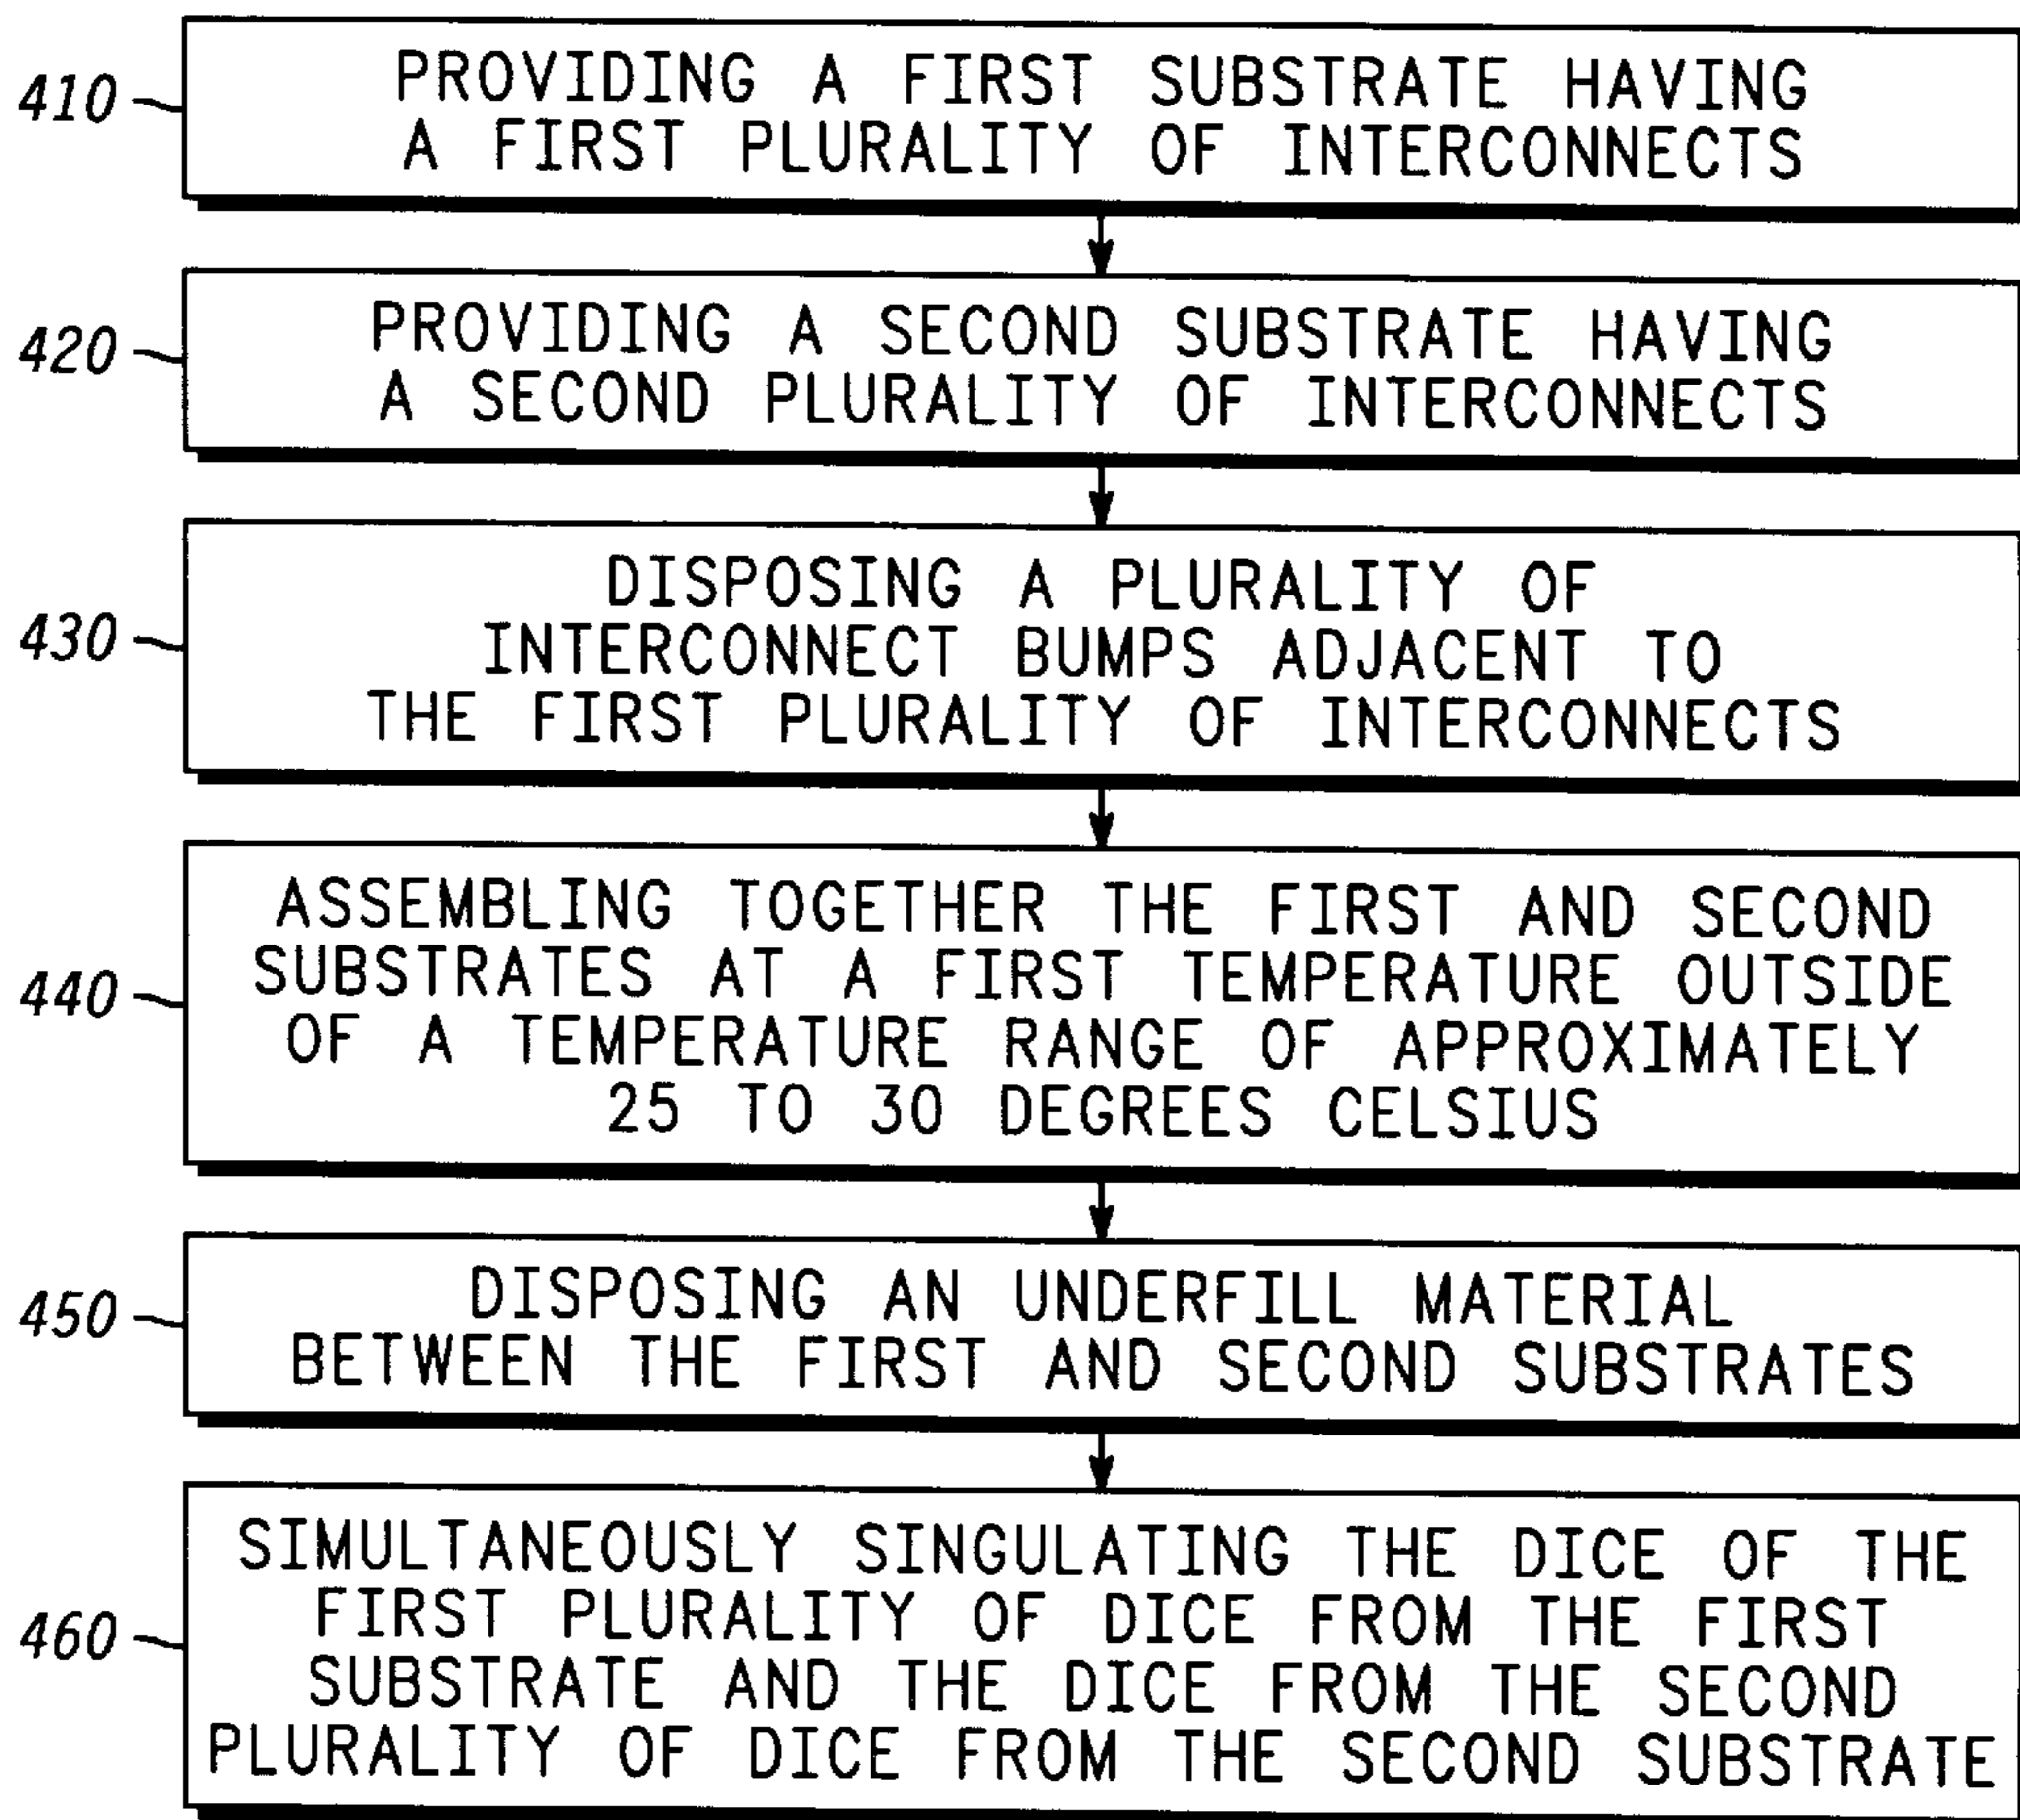 410
PROVIDING A FIRST SUBSTRATE HAVING
A FIRST PLURALITY OF INTERCONNECTS
420
PROVIDING A SECOND SUBSTRATE HAVING
A SECOND PLURALITY OF INTERCONNECTS
430
DISPOSING A PLURALITY OF
INTERCONNECT BUMPS ADJACENT TO
THE FIRST PLURALITY OF INTERCONNECTS
440
ASSEMBLING TOGETHER THE FIRST AND SECOND
SUBSTRATES AT A FIRST TEMPERATURE OUTSIDE
OF A TEMPERATURE RANGE OF APPROXIMATELY
25 TO 30 DEGREES CELSIUS
450
DISPOSING AN UNDERFILL MATERIAL
BETWEEN THE FIRST AND SECOND SUBSTRATES
460
SIMULTANEOUSLY SINGULATING THE DICE OF THE
FIRST PLURALITY OF DICE FROM THE FIRST
SUBSTRATE AND THE DICE FROM THE SECOND
PLURALITY OF DICE FROM THE SECOND SUBSTRATE